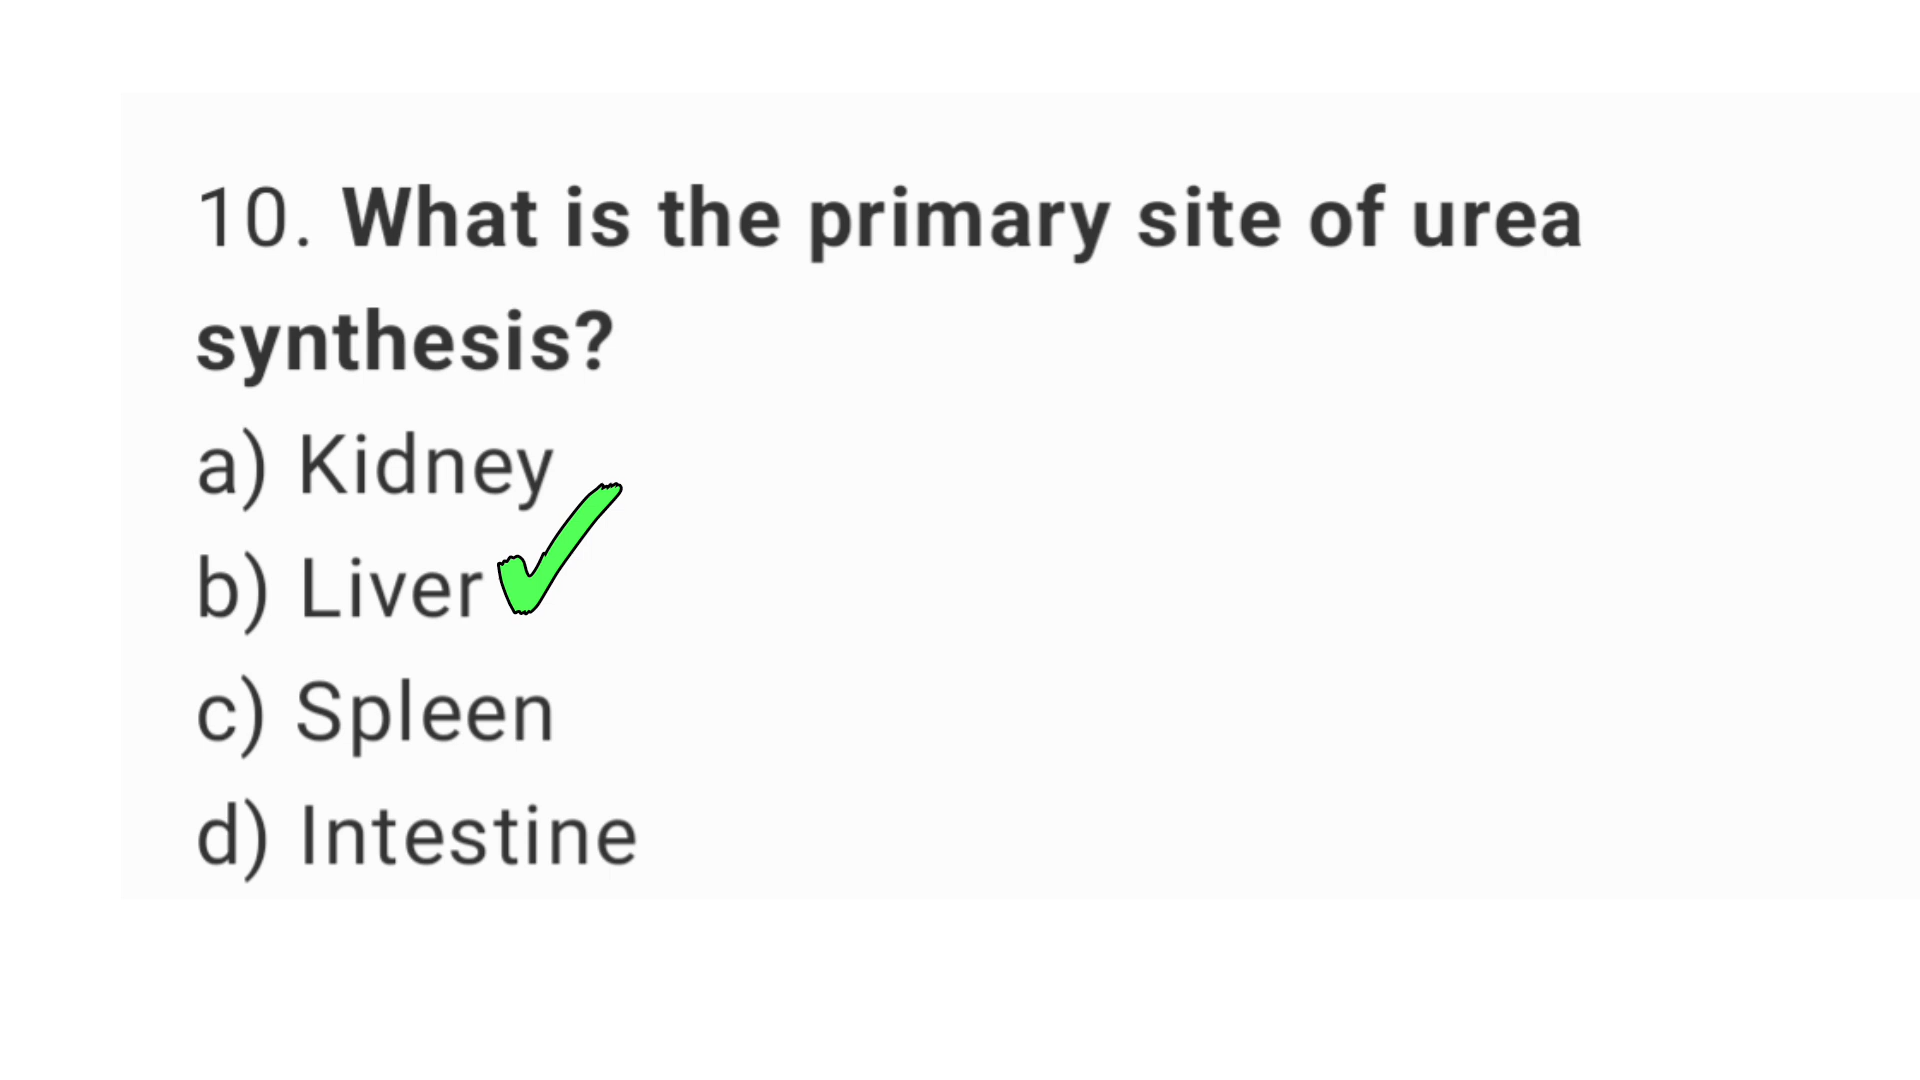 10. What is the primary site of urea
synthesis?
a) Kidney
b) Liver
c) Spleen
d) Intestine